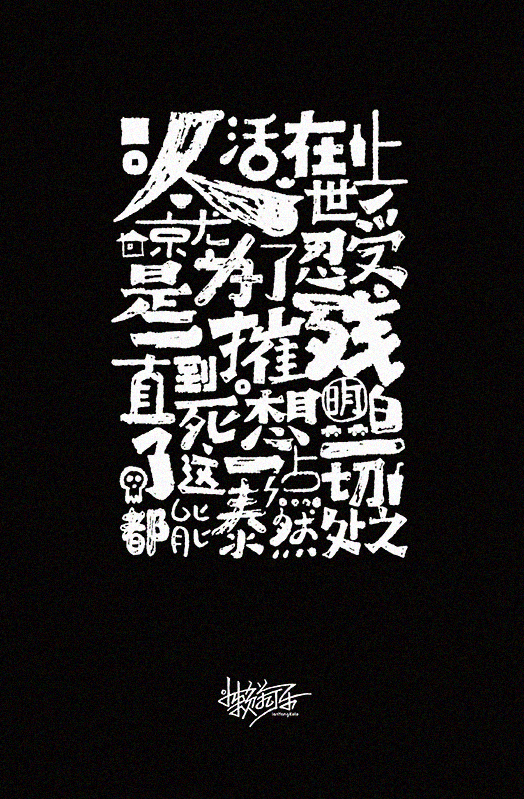 人活在世上
就是为了忍受
摧残
一直到死
想明白
了这一点一切
都能泰然处之